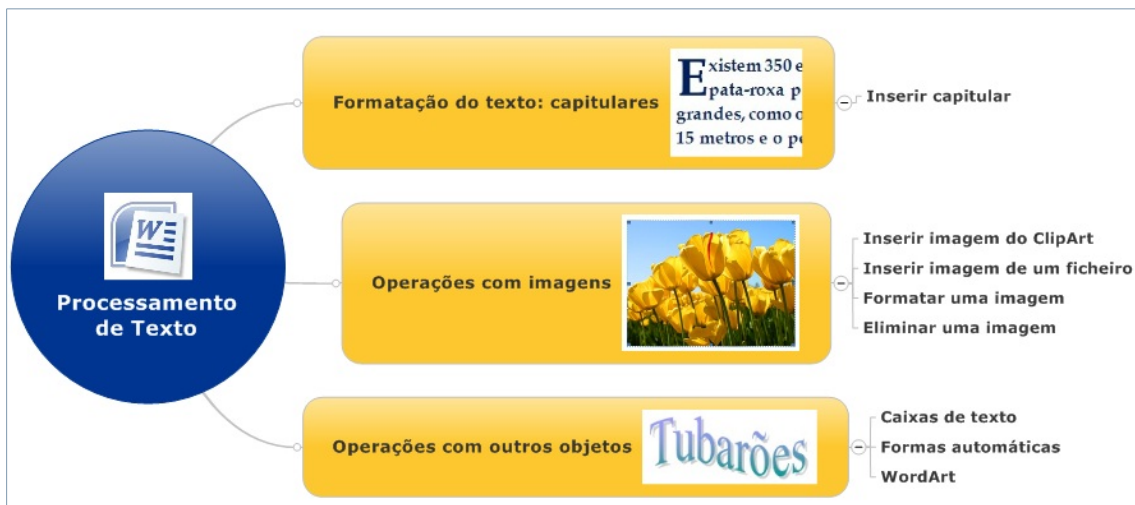 Processamento
de Texto
Formatação do texto: capitulares
Existem 350 e
pata-roxa p
grandes, como o
15 metros e o pe
Inserir capitular
Operações com imagens
Inserir imagem do ClipArt
Inserir imagem de um ficheiro
Formatar uma imagem
Eliminar uma imagem
Operações com outros objetos
Tubarões
Caixas de texto
Formas automáticas
WordArt